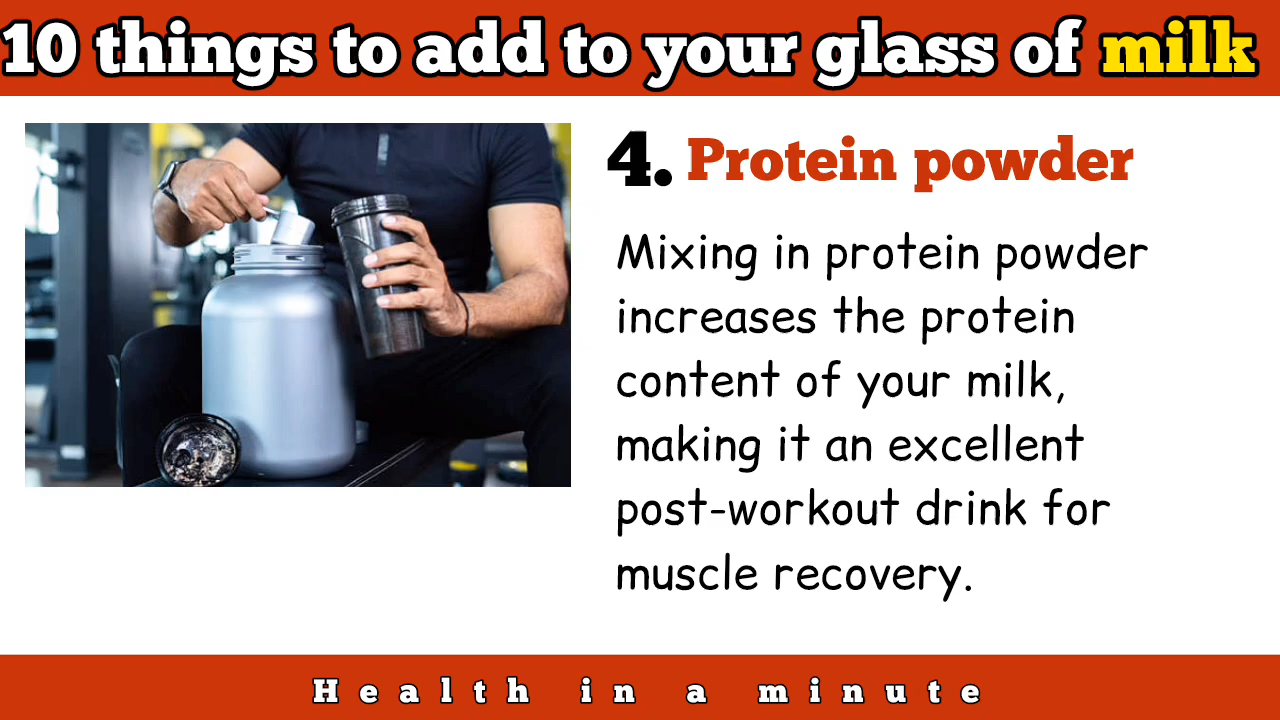 10 things to add to your glass of milk
4. Protein powder
Mixing in protein powder
increases the protein
content of your milk,
making it an excellent
post-workout drink for
muscle recovery.
Health in a minute